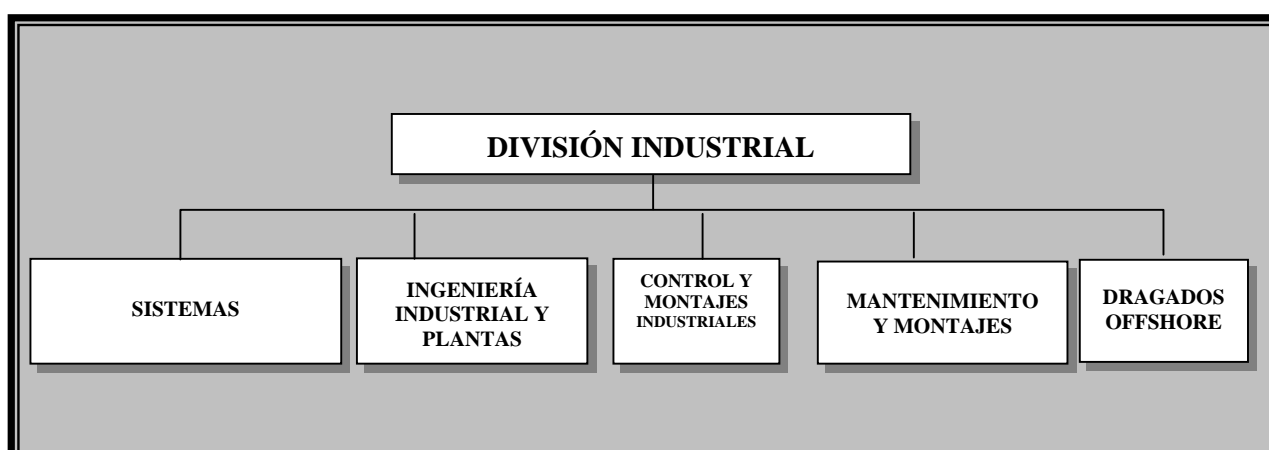 DIVISIÓN INDUSTRIAL
SISTEMAS
INGENIERÍA
INDUSTRIAL Y
PLANTAS
CONTROL Y
MONTAJES
INDUSTRIALES
MANTENIMIENTO
Y MONTAJES
DRAGADOS
OFFSHORE